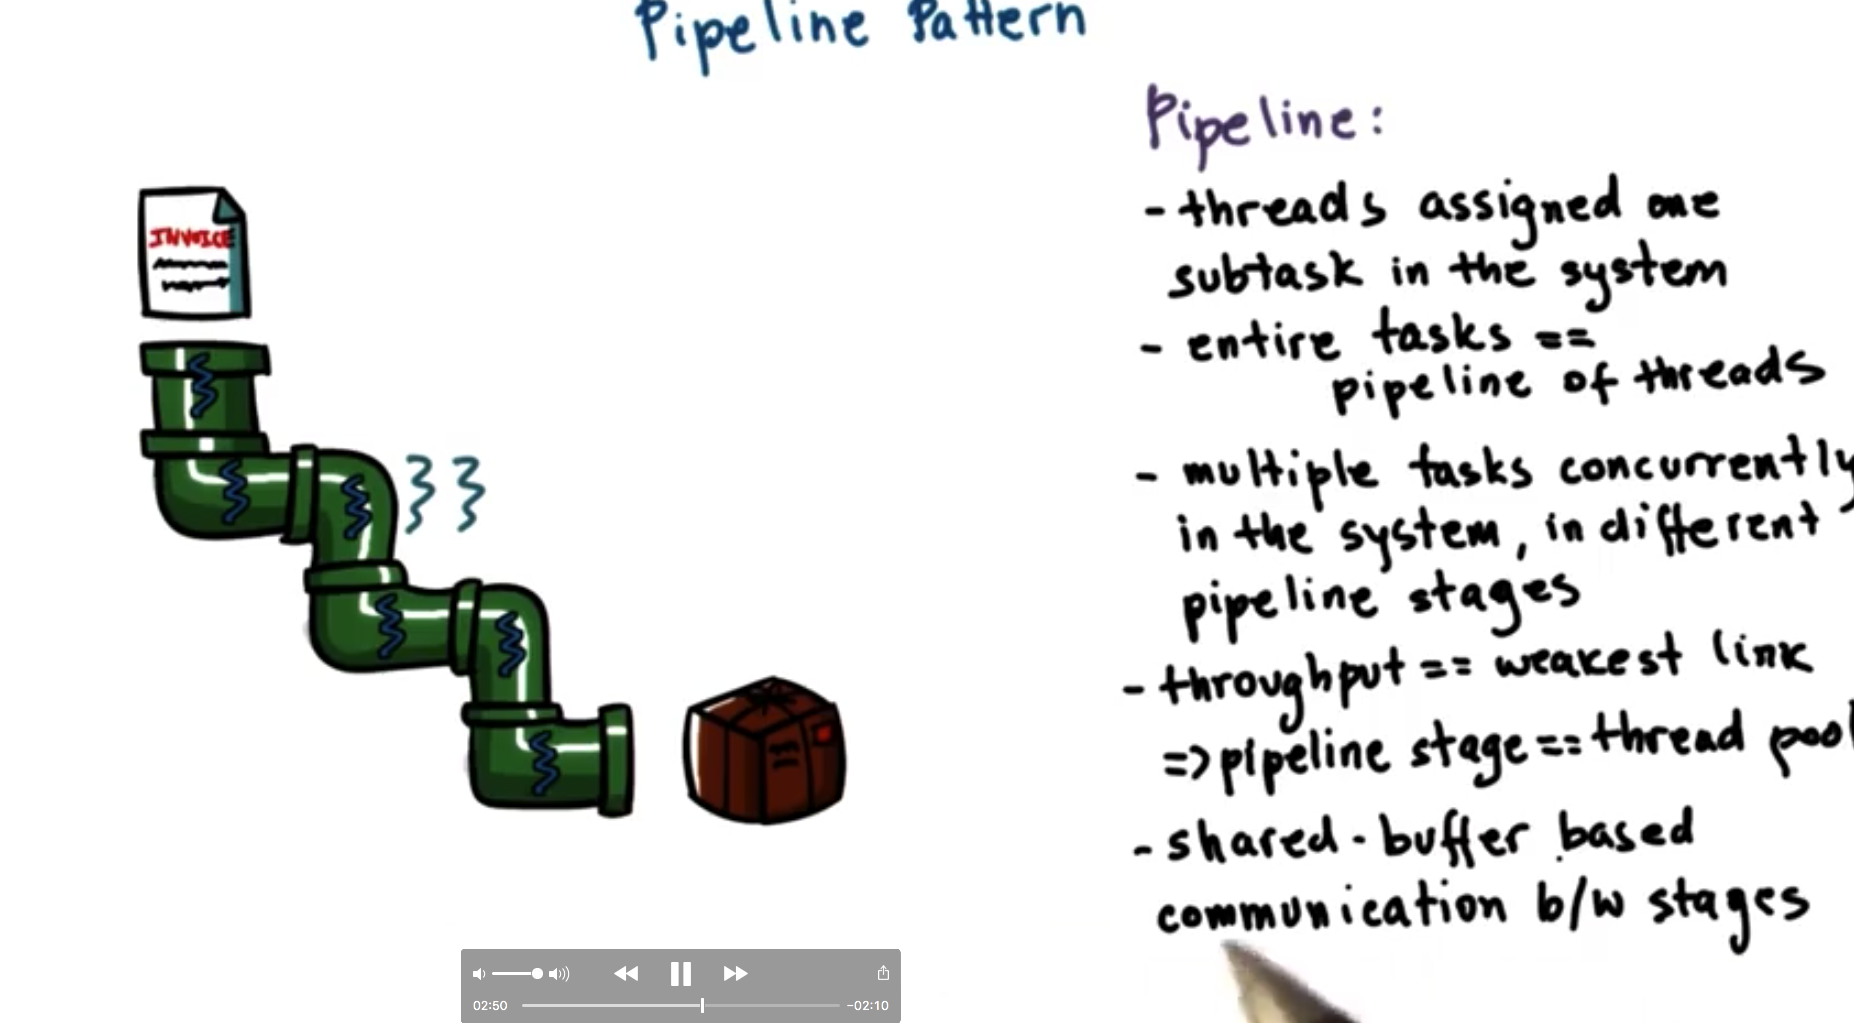 Pipeline Pattern
INVOICE
Pipeline:
- threads assigned one
subtask in the system
- entire tasks ==
pipeline of threads
- multiple tasks concurrently
in the system, in different
pipeline stages
- throughput == weakest link
=> pipeline stage == thread pool
- shared-buffer based
communication b/w stages
02:50
-02:10